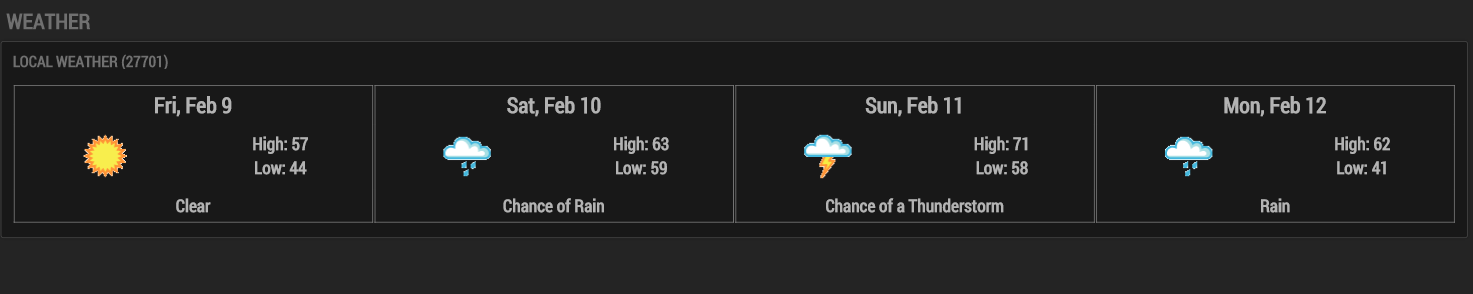 WEATHER
LOCAL WEATHER (27701)
Fri, Feb 9
High: 57
Low: 44
Clear
Sat, Feb 10
High: 63
Low: 59
Chance of Rain
Sun, Feb 11
High: 71
Low: 58
Chance of a Thunderstorm
Mon, Feb 12
High: 62
Low: 41
Rain